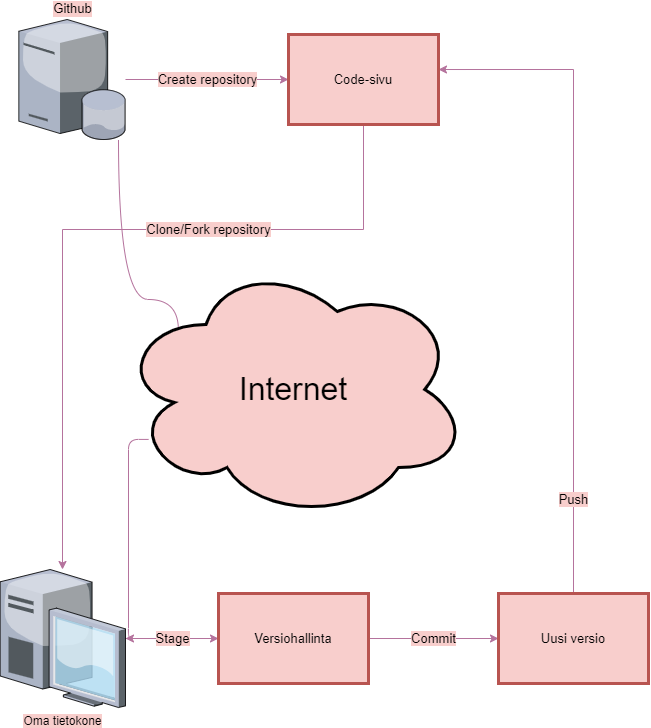 Github
Create repository
Code-sivu
Clone/Fork repository
Internet
Push
Stage
Versiohallinta
Commit
Uusi versio
Oma tietokone